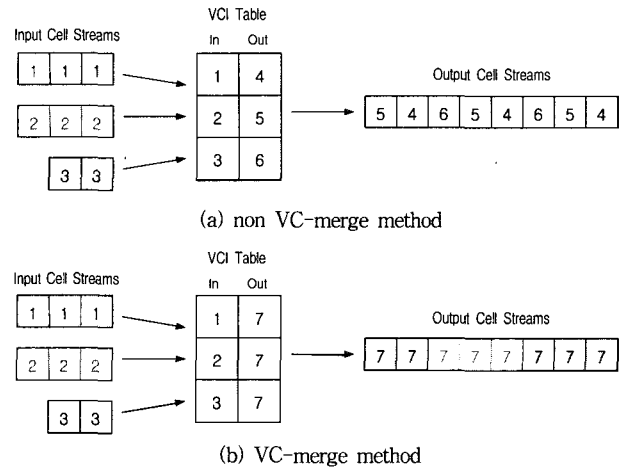 VCI Table
Input Cell Streams
In Out
1 1 1
1 4
Output Cell Streams
2 2 2
2 5
5 4 6 5 4 6 5 4
3 3
3 6
(a) non VC-merge method
VCI Table
Input Cell Streams
In Out
1 1 1
1 7
Output Cell Streams
2 2 2
2 7
7 7 7 7 7 7 7 7
3 3
3 7
(b) VC-merge method